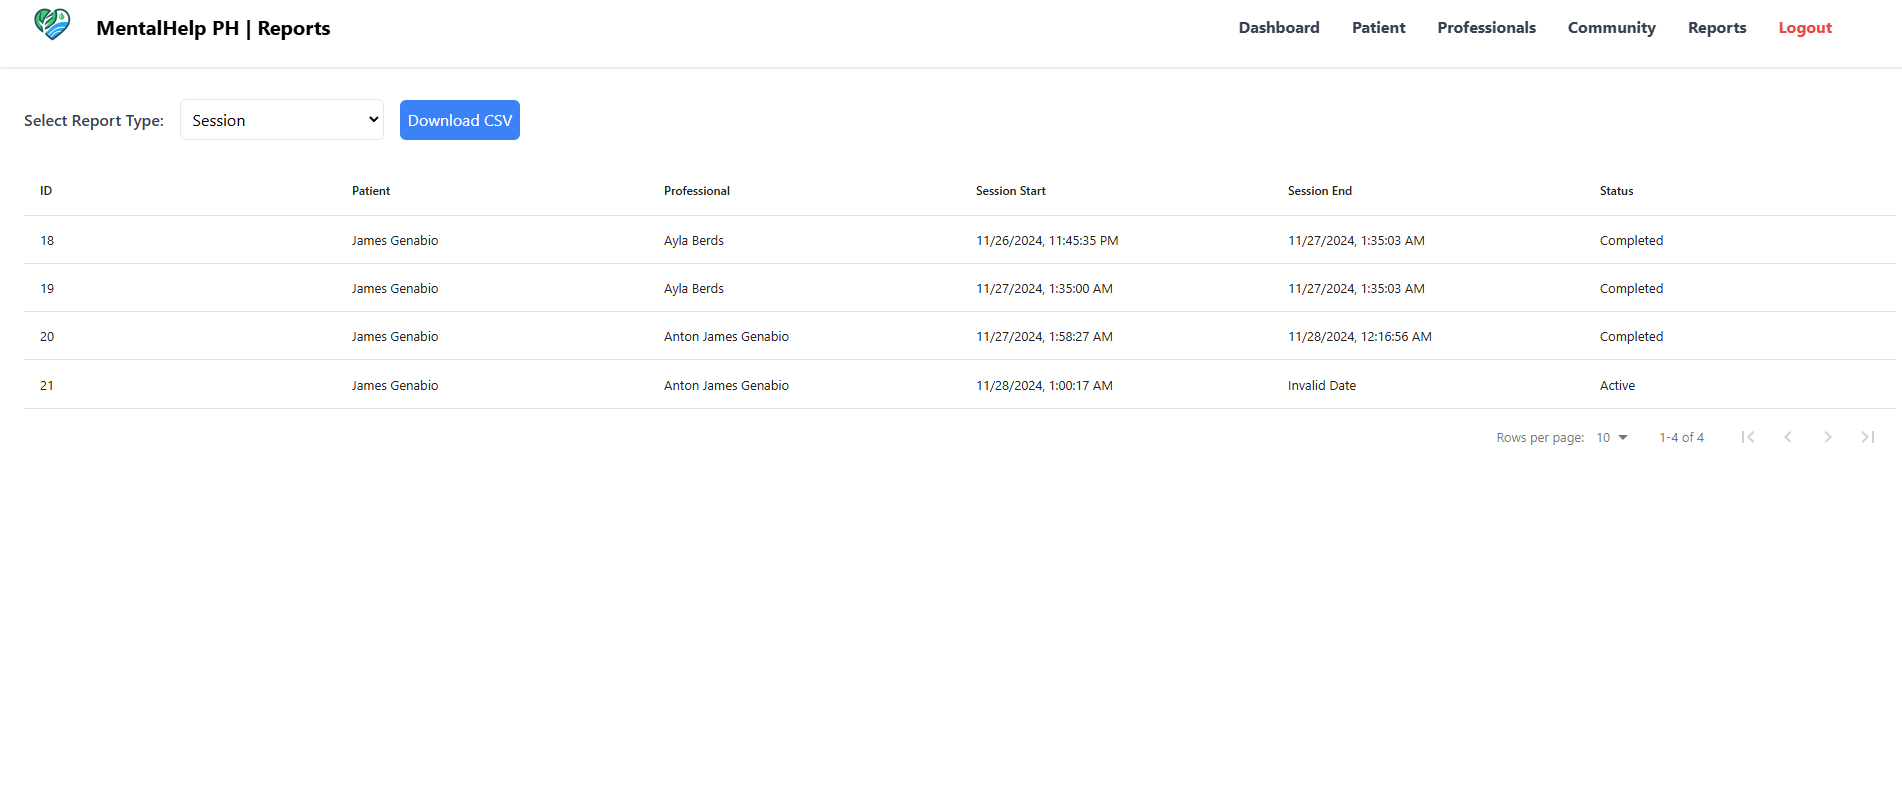 MentalHelp PH | Reports Dashboard Patient Professionals Community Reports Logout
Select Report Type: Session Download CSV
ID Patient Professional Session Start Session End Status
18 James Genabio Ayla Berds 11/26/2024, 11:45:35 PM 11/27/2024, 1:35:03 AM Completed
19 James Genabio Ayla Berds 11/27/2024, 1:35:00 AM 11/27/2024, 1:35:03 AM Completed
20 James Genabio Anton James Genabio 11/27/2024, 1:58:27 AM 11/28/2024, 12:16:56 AM Completed
21 James Genabio Anton James Genabio 11/28/2024, 1:00:17 AM Invalid Date Active
Rows per page: 10 1-4 of 4